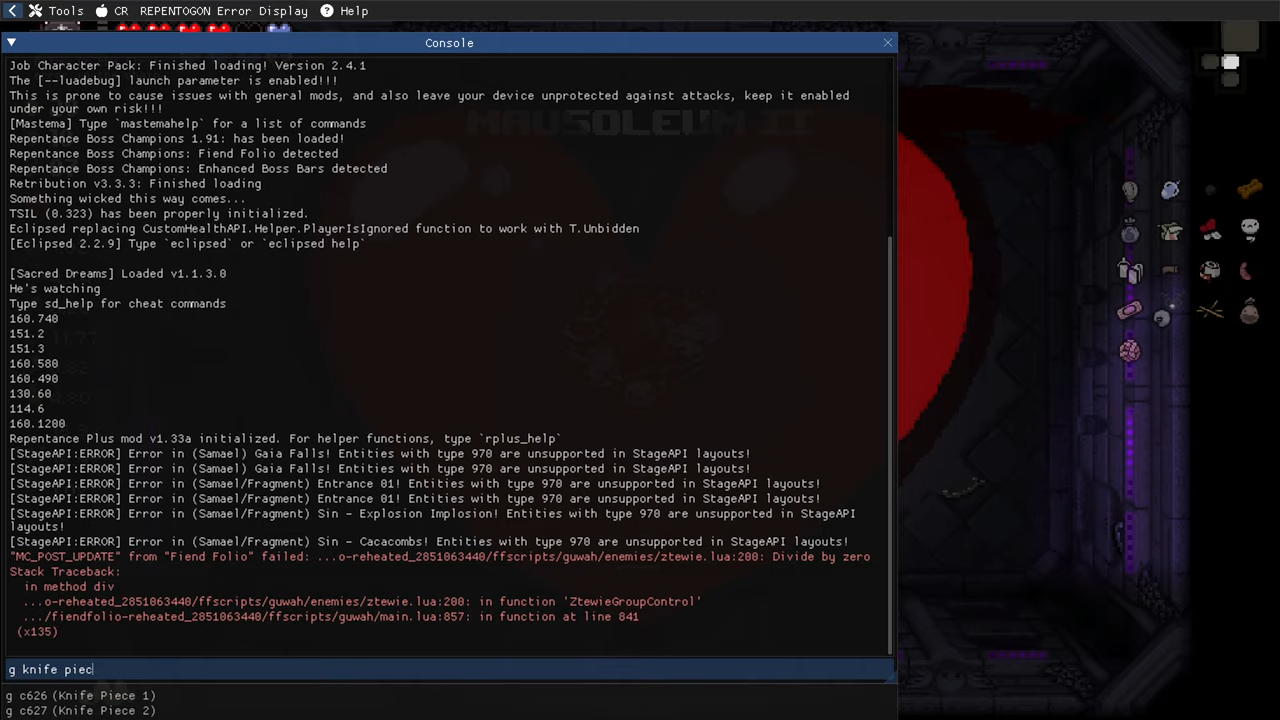 Tools CR REPENTOGON Error Display Help
Console
Job Character Pack: Finished loading! Version 2.4.1
The [--luadebug] launch parameter is enabled!!!
This is prone to cause issues with general mods, and also leave your device unprotected against attacks, keep it enabled
under your own risk!!!
[Mastema] Type `mastemahelp` for a list of commands
Repentance Boss Champions 1.91: has been loaded!
Repentance Boss Champions: Fiend Folio detected
Repentance Boss Champions: Enhanced Boss Bars detected
Retribution v3.3.3: Finished loading
Something wicked this way comes...
TSIL (0.323) has been properly initialized.
Eclipsed replacing CustomHealthAPI.Helper.PlayerIsIgnored function to work with T.Unbidden
[Eclipsed 2.2.9] Type `eclipsed` or `eclipsed help`
[Sacred Dreams] Loaded v1.1.3.0
He's watching
Type sd_help for cheat commands
160.740
151.2
151.3
160.580
160.490
130.60
114.6
160.1200
Repentance Plus mod v1.33a initialized. For helper functions, type `rplus_help`
[StageAPI:ERROR] Error in (Samael) Gaia Falls! Entities with type 970 are unsupported in StageAPI layouts!
[StageAPI:ERROR] Error in (Samael) Gaia Falls! Entities with type 970 are unsupported in StageAPI layouts!
[StageAPI:ERROR] Error in (Samael/Fragment) Entrance 01! Entities with type 970 are unsupported in StageAPI layouts!
[StageAPI:ERROR] Error in (Samael/Fragment) Entrance 01! Entities with type 970 are unsupported in StageAPI layouts!
[StageAPI:ERROR] Error in (Samael/Fragment) Sin - Explosion Implosion! Entities with type 970 are unsupported in StageAPI
layouts!
[StageAPI:ERROR] Error in (Samael/Fragment) Sin - Cacacombs! Entities with type 970 are unsupported in StageAPI layouts!
"MC_POST_UPDATE" from "Fiend Folio" failed: ...o-reheated_2851063440/ffscripts/guwah/enemies/ztewie.lua:200: Divide by zero
Stack Traceback:
in method div
...o-reheated_2851063440/ffscripts/guwah/enemies/ztewie.lua:200: in function 'ZtewieGroupControl'
.../fiendfolio-reheated_2851063440/ffscripts/guwah/main.lua:857: in function at line 841
(x135)
g knife piec
g c626 (Knife Piece 1)
g c627 (Knife Piece 2)
MAUSOLEUM II